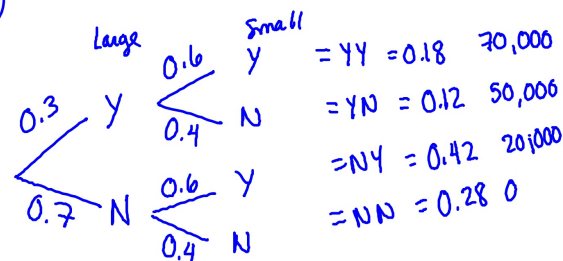 Large Small
0.6 Y = YY = 0.18 70,000
0.3 Y
0.4 N = YN = 0.12 50,000
0.6 Y = NY = 0.42 20,000
0.7 N
0.4 N = NN = 0.28 0